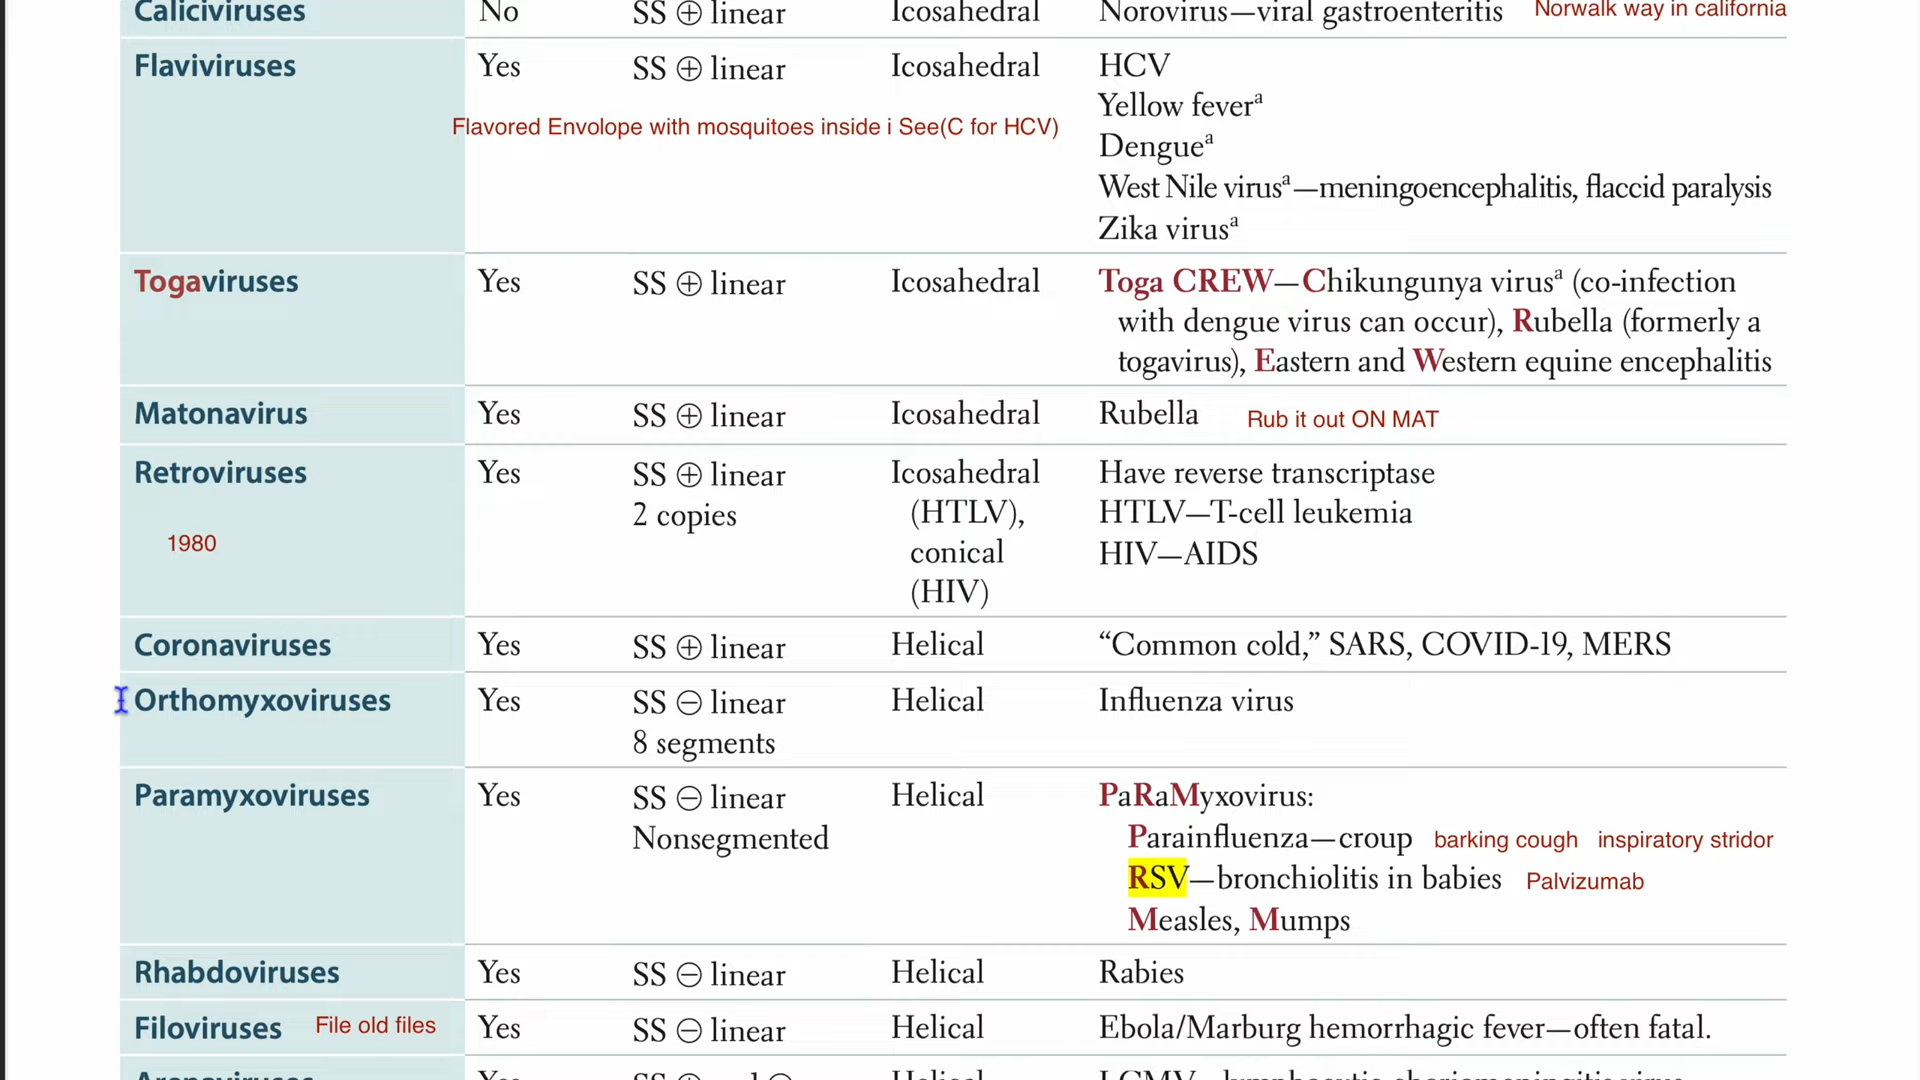 Caliciviruses No SS ⊕ linear Icosahedral Norovirus—viral gastroenteritis Norwalk way in california
Flaviviruses Yes SS ⊕ linear Icosahedral HCV
Yellow feverᵃ
Flavored Envolope with mosquitoes inside i See(C for HCV)
Dengueᵃ
West Nile virusᵃ—meningoencephalitis, flaccid paralysis
Zika virusᵃ
Togaviruses Yes SS ⊕ linear Icosahedral Toga CREW—Chikungunya virusᵃ (co-infection
with dengue virus can occur), Rubella (formerly a
togavirus), Eastern and Western equine encephalitis
Matonavirus Yes SS ⊕ linear Icosahedral Rubella Rub it out ON MAT
Retroviruses Yes SS ⊕ linear Icosahedral Have reverse transcriptase
2 copies (HTLV), HTLV—T-cell leukemia
1980 conical HIV—AIDS
(HIV)
Coronaviruses Yes SS ⊕ linear Helical “Common cold,” SARS, COVID-19, MERS
Orthomyxoviruses Yes SS ⊖ linear Helical Influenza virus
8 segments
Paramyxoviruses Yes SS ⊖ linear Helical PaRaMyxovirus:
Nonsegmented Parainfluenza—croup barking cough inspiratory stridor
RSV—bronchiolitis in babies Palvizumab
Measles, Mumps
Rhabdoviruses Yes SS ⊖ linear Helical Rabies
Filoviruses File old files Yes SS ⊖ linear Helical Ebola/Marburg hemorrhagic fever—often fatal.